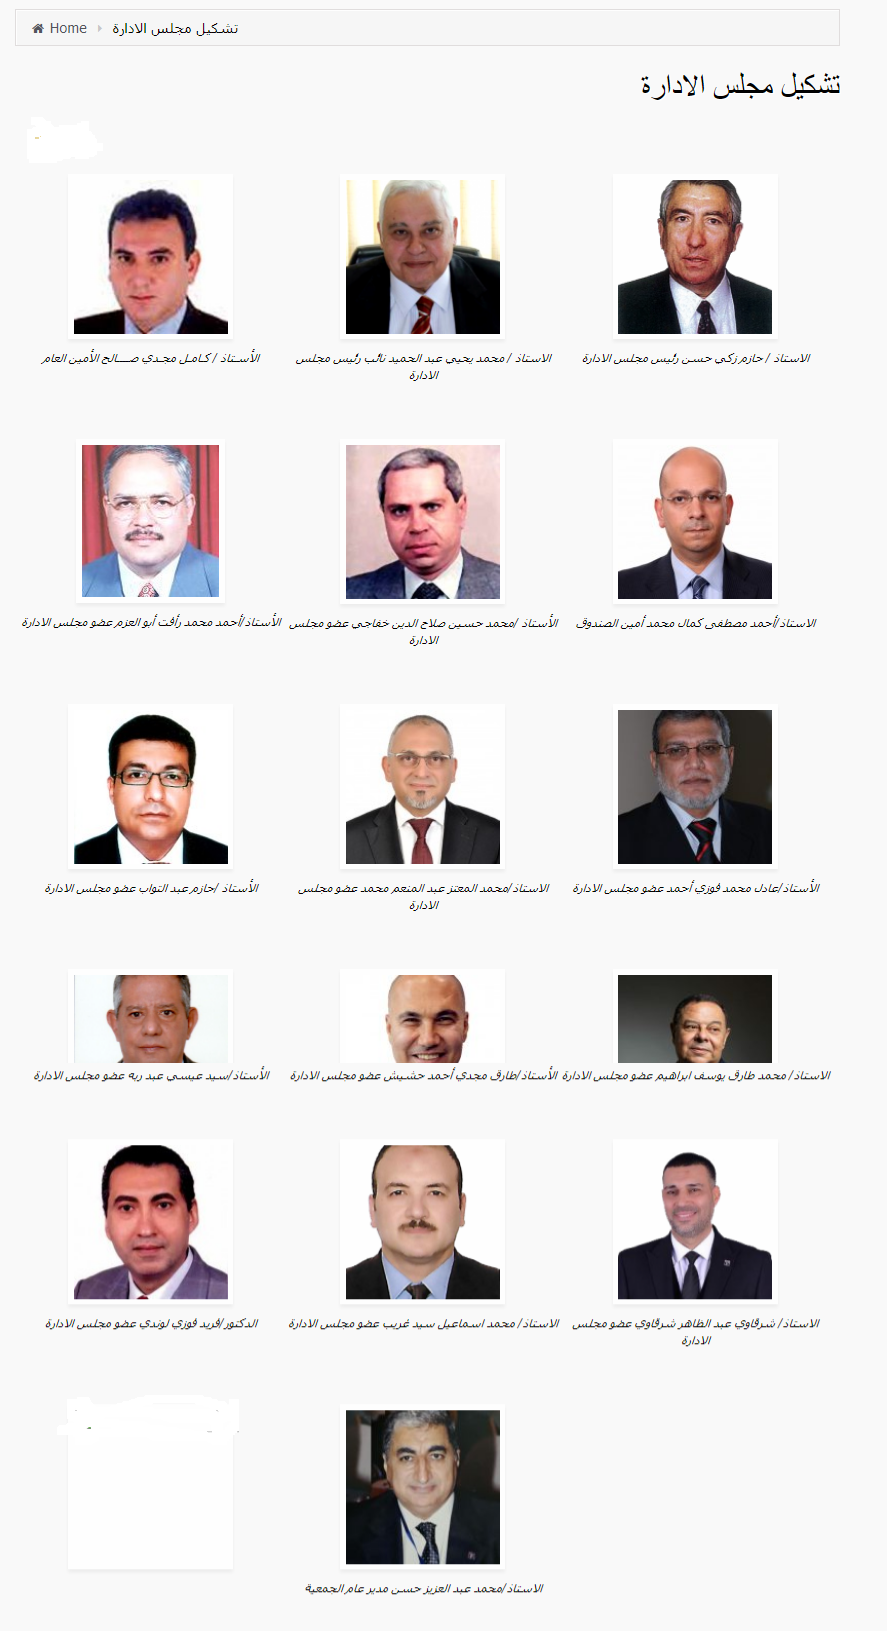 Home تشكيل مجلس الادارة
تشكيل مجلس الادارة
الاستاذ / حازم زكي حسن رئيس مجلس الادارة
الاستاذ / محمد يحيي عبد الحميد نائب رئيس مجلس
الادارة
الأستاذ / كامل مجدي صـــالح الأمين العام
الاستاذ/أحمد مصطفى كمال محمد أمين الصندوق
الأستاذ /محمد حسين صلاح الدين خفاجي عضو مجلس
الادارة
الأستاذ/أحمد محمد رأفت أبو العزم عضو مجلس الادارة
الأستاذ/عادل محمد فوزي أحمد عضو مجلس الادارة
الاستاذ/محمد المعتز عبد المنعم محمد عضو مجلس
الادارة
الأستاذ /حازم عبد التواب عضو مجلس الادارة
الاستاذ/ محمد طارق يوسف ابراهيم عضو مجلس الادارة
الأستاذ/طارق مجدي أحمد حشيش عضو مجلس الادارة
الأستاذ/سيد عيسي عبد ربه عضو مجلس الادارة
الاستاذ/ شرقاوي عبد الظاهر شرقاوي عضو مجلس
الادارة
الاستاذ/ محمد اسماعيل سيد غريب عضو مجلس الادارة
الدكتور/فريد فوزي لوندي عضو مجلس الادارة
الاستاذ/محمد عبد العزيز حسن مدير عام الجمعية